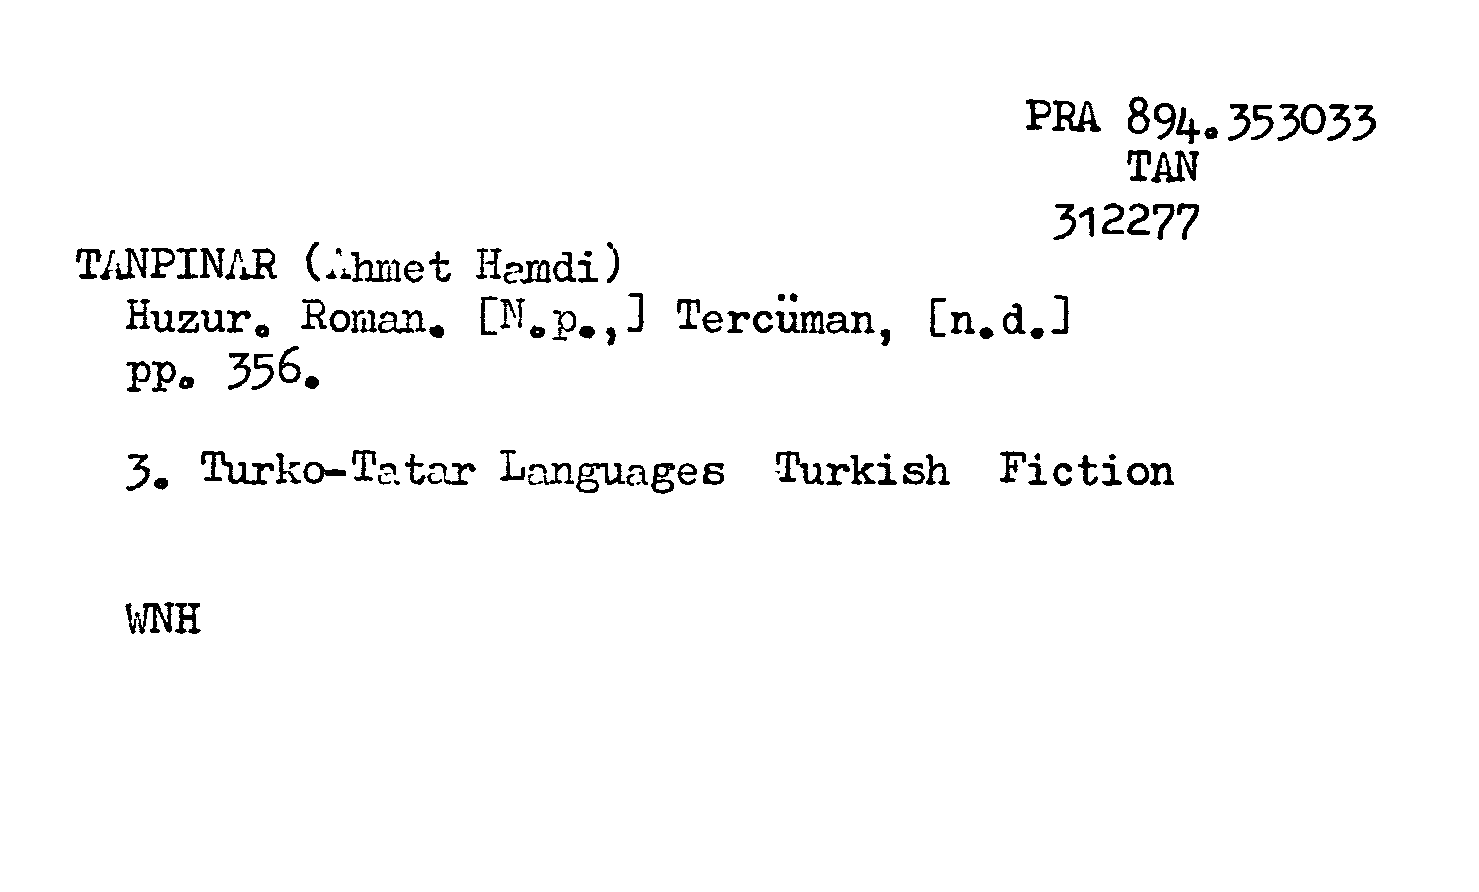 PRA 894.353033
TAN
312277
TANPINAR (Ahmet Hamdi)
Huzur. Roman. [N.p.,] Tercüman, [n.d.]
pp. 356.
3. Turko-Tatar Languages Turkish Fiction
WNH